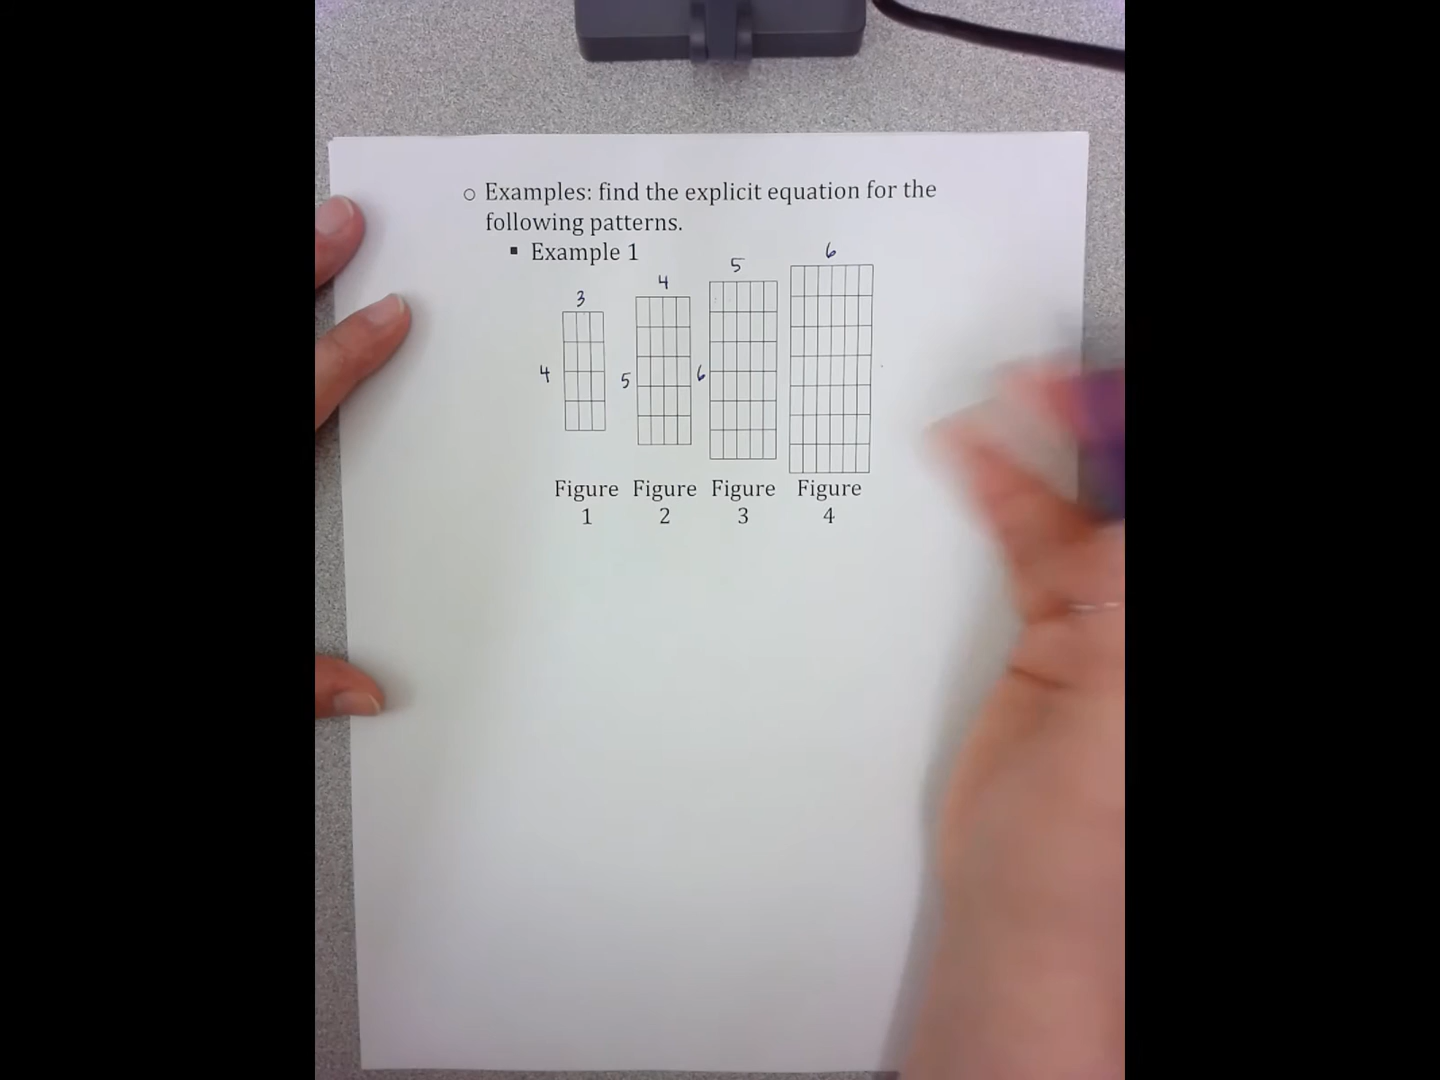 ○ Examples: find the explicit equation for the
following patterns.
▪ Example 1
3 4 5 6
4 5 6
Figure Figure Figure Figure
1 2 3 4